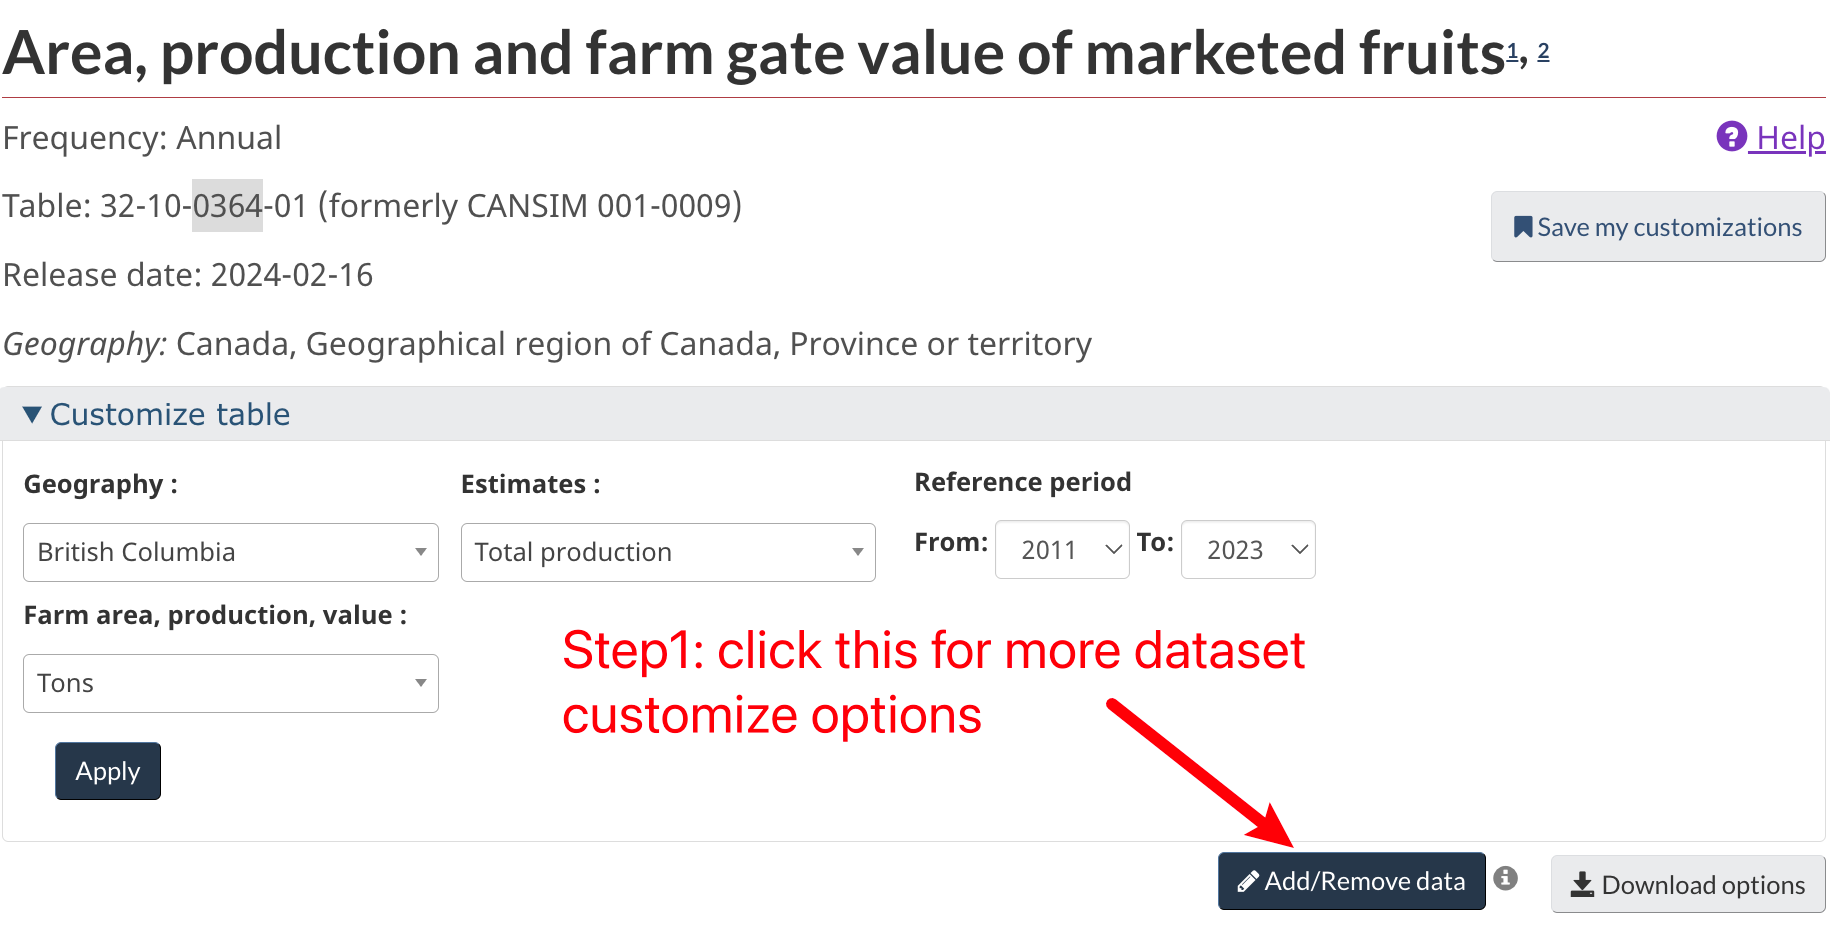 Area, production and farm gate value of marketed fruits1, 2
Frequency: Annual
Help
Table: 32-10-0364-01 (formerly CANSIM 001-0009)
Save my customizations
Release date: 2024-02-16
Geography: Canada, Geographical region of Canada, Province or territory
Customize table
Geography :
Estimates :
Reference period
British Columbia
Total production
From: 2011 To: 2023
Farm area, production, value :
Tons
Step1: click this for more dataset
customize options
Apply
Add/Remove data
Download options